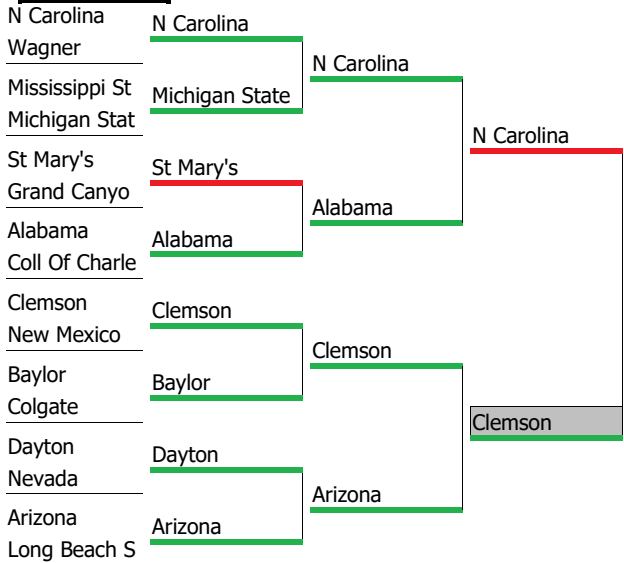 N Carolina
Wagner
Mississippi St
Michigan Stat
St Mary's
Grand Canyo
Alabama
Coll Of Charle
Clemson
New Mexico
Baylor
Colgate
Dayton
Nevada
Arizona
Long Beach S
N Carolina
Michigan State
St Mary's
Alabama
Clemson
Baylor
Dayton
Arizona
N Carolina
Alabama
Clemson
Arizona
N Carolina
Clemson